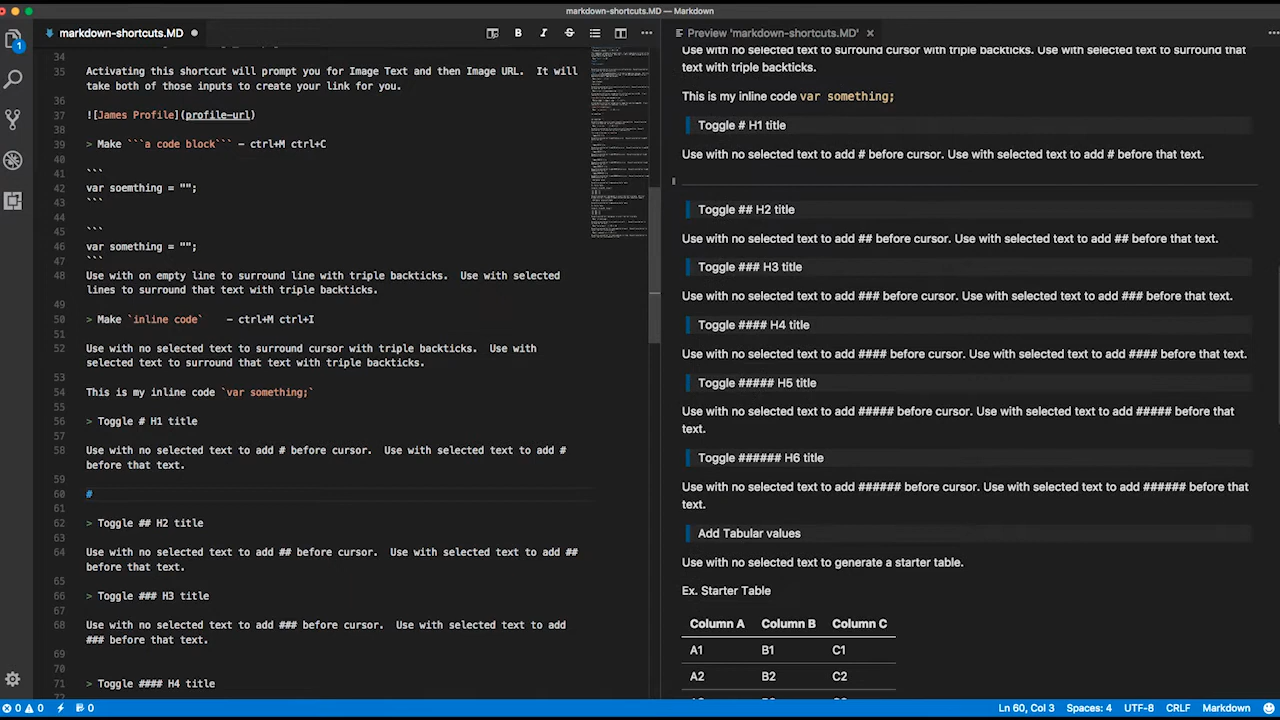 markdown-shortcuts.MD — Markdown
markdown-shortcuts.MD
Preview 'markdown-shortcuts.MD'
1
34
35 Activating this shortcut will prompt you for Image Text and then Image Url. It will
use both of these inputs to create your link for you.
36
37 file-url
38
39 - ctrl+M ctrl+C
40
41
42 var something = "";
43 ```
44
45
46 var something = "";
47 ```
48 Use with on empty line to surround line with triple backticks.  Use with selected
lines to surround that text with triple backticks.
49
50 > Make `inline code`    - ctrl+M ctrl+I
51
52 Use with no selected text to surround cursor with triple backticks.  Use with
selected text to surround that text with triple backticks.
53
54 This is my inline code `var something;`
55
56 > Toggle # H1 title
57
58 Use with no selected text to add # before cursor.  Use with selected text to add #
before that text.
59
60 #
61
62 > Toggle ## H2 title
63
64 Use with no selected text to add ## before cursor.  Use with selected text to add ##
before that text.
65
66 > Toggle ### H3 title
67
68 Use with no selected text to add ### before cursor.  Use with selected text to add
### before that text.
69
70
71 > Toggle #### H4 title
72
Use with no selected text to surround cursor with triple backticks. Use with selected text to surround that
text with triple backticks.
This is my inline code var something;
Toggle # H1 title
Use with no selected text to add # before cursor. Use with selected text to add # before that text.
Toggle ## H2 title
Use with no selected text to add ## before cursor. Use with selected text to add ## before that text.
Toggle ### H3 title
Use with no selected text to add ### before cursor. Use with selected text to add ### before that text.
Toggle #### H4 title
Use with no selected text to add #### before cursor. Use with selected text to add #### before that text.
Toggle ##### H5 title
Use with no selected text to add ##### before cursor. Use with selected text to add ##### before that
text.
Toggle ###### H6 title
Use with no selected text to add ###### before cursor. Use with selected text to add ###### before that
text.
Add Tabular values
Use with no selected text to generate a starter table.
Ex. Starter Table
Column A Column B Column C
A1 B1 C1
A2 B2 C2
0 0 0
Ln 60, Col 3 Spaces: 4 UTF-8 CRLF Markdown